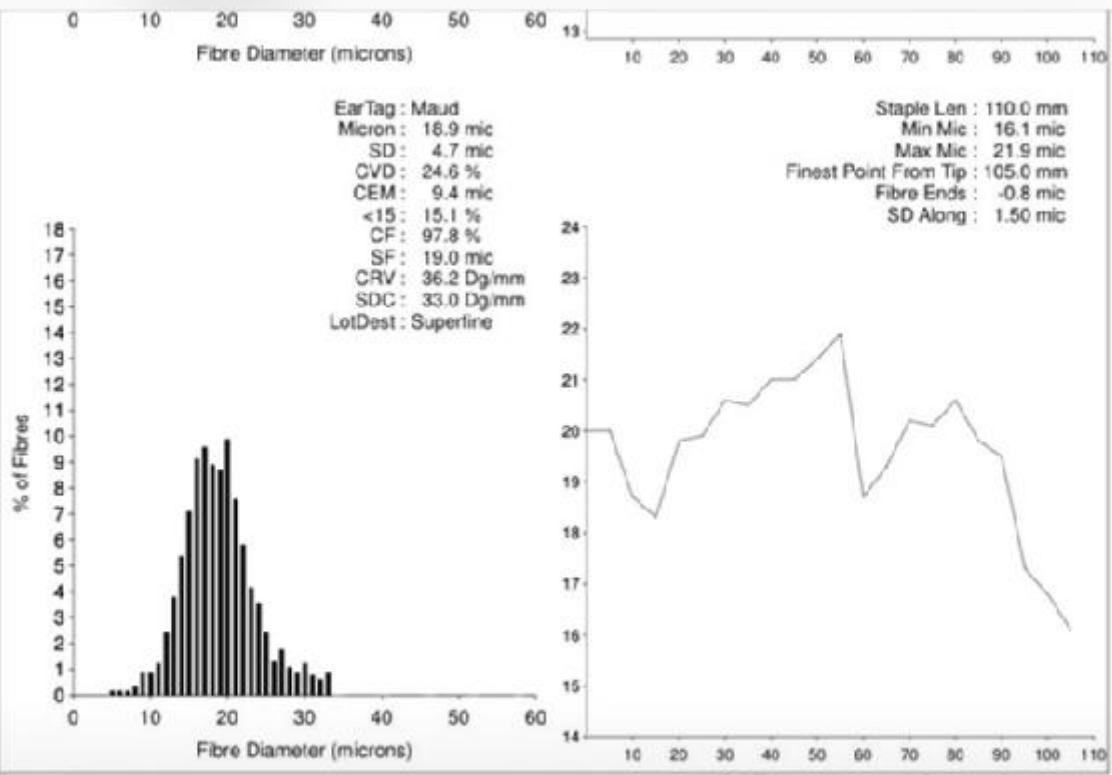 0 10 20 30 40 50 60
Fibre Diameter (microns)
13
10 20 30 40 50 60 70 80 90 100 110
EarTag : Maud
Micron : 18.9 mic
SD : 4.7 mic
CVD : 24.6 %
CEM : 9.4 mic
<15 : 15.1 %
CF : 97.8 %
SF : 19.0 mic
CRV : 36.2 Dg/mm
SDC : 33.0 Dg/mm
LotDest : Superfine
18
17
16
15
14
13
12
11
10
9
8
7
6
5
4
3
2
1
0
% of Fibres
0 10 20 30 40 50 60
Fibre Diameter (microns)
Staple Len : 110.0 mm
Min Mic : 16.1 mic
Max Mic : 21.9 mic
Finest Point From Tip : 105.0 mm
Fibre Ends : -0.8 mic
SD Along : 1.50 mic
24
23
22
21
20
19
18
17
16
15
14
10 20 30 40 50 60 70 80 90 100 110